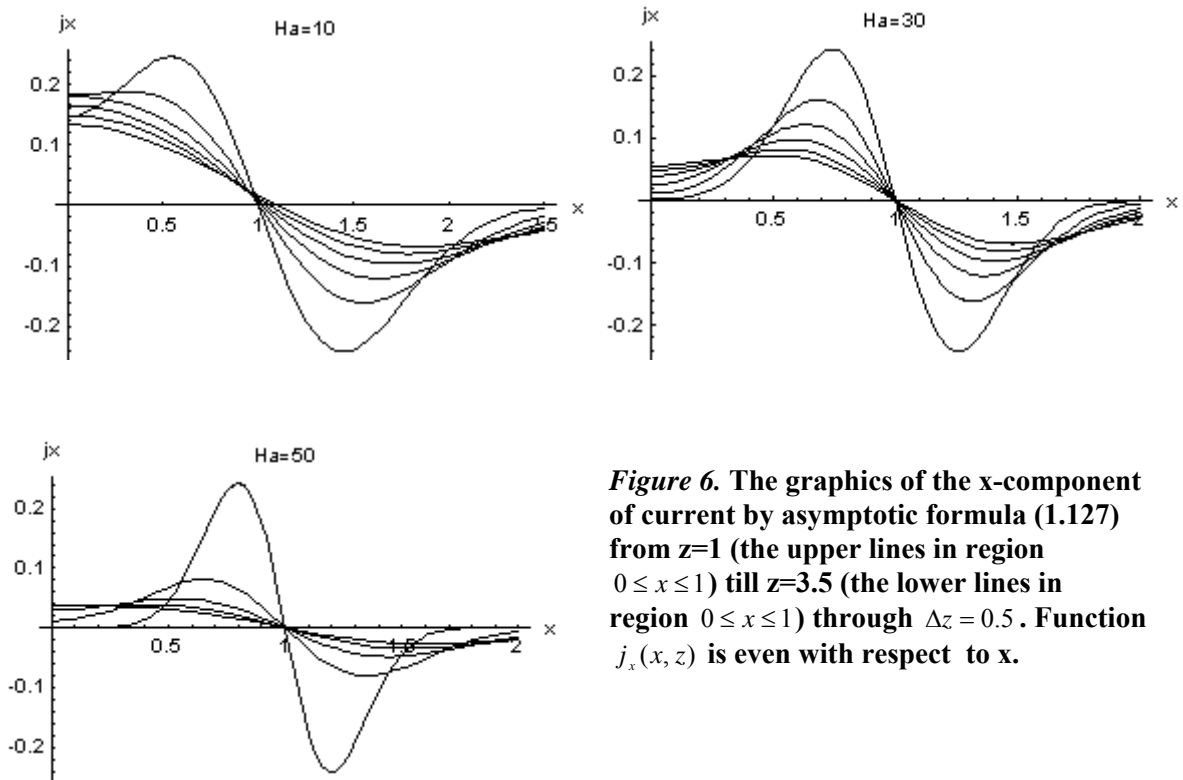 jx
Ha=10
0.2
0.1
0.5
1
1.5
2
2.5
x
-0.1
-0.2
jx
Ha=30
0.2
0.1
0.5
1
1.5
2
x
-0.1
-0.2
jx
Ha=50
0.2
0.1
0.5
1
1.5
2
x
-0.1
-0.2
Figure 6. The graphics of the x-component
of current by asymptotic formula (1.127)
from z=1 (the upper lines in region
0 ≤ x ≤ 1) till z=3.5 (the lower lines in
region 0 ≤ x ≤ 1) through Δz = 0.5. Function
jₓ(x, z) is even with respect to x.